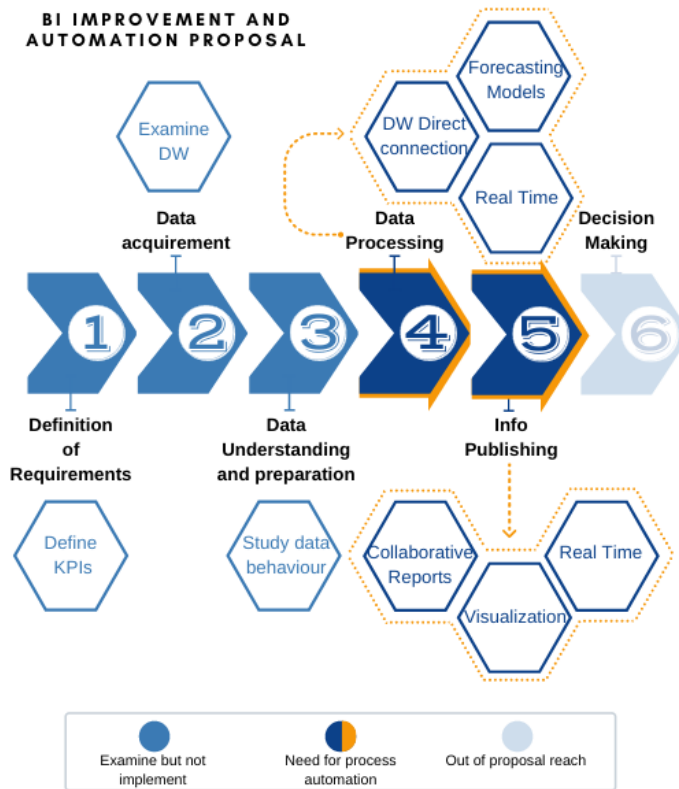 BI IMPROVEMENT AND
AUTOMATION PROPOSAL
Examine
DW
Forecasting
Models
DW Direct
connection
Real Time
Data
acquirement
Data
Processing
Decision
Making
1
2
3
4
5
6
Definition
of
Requirements
Data
Understanding
and preparation
Info
Publishing
Define
KPIs
Study data
behaviour
Collaborative
Reports
Visualization
Real Time
Examine but not
implement
Need for process
automation
Out of proposal reach